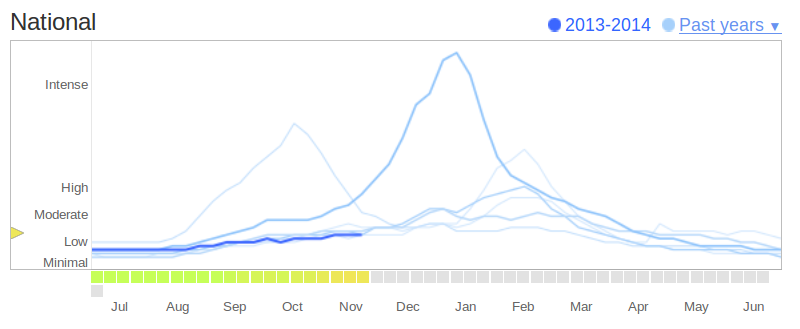 National
2013-2014 Past years ▼
Intense
High
Moderate
Low
Minimal
Jul Aug Sep Oct Nov Dec Jan Feb Mar Apr May Jun